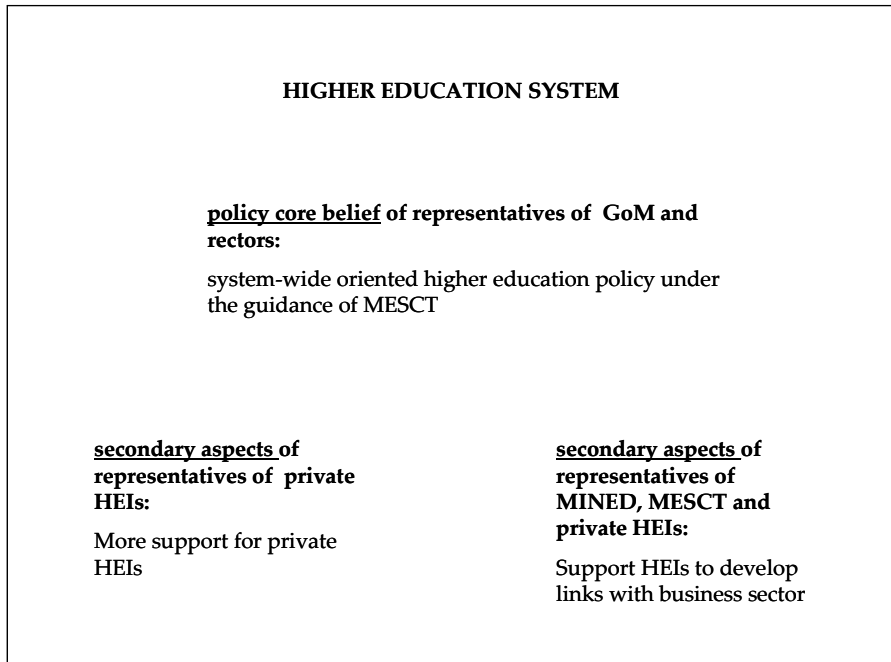 HIGHER EDUCATION SYSTEM
policy core belief of representatives of  GoM and
rectors:
system-wide oriented higher education policy under
the guidance of MESCT
secondary aspects of
representatives of  private
HEIs:
More support for private
HEIs
secondary aspects of
representatives of
MINED, MESCT and
private HEIs:
Support HEIs to develop
links with business sector